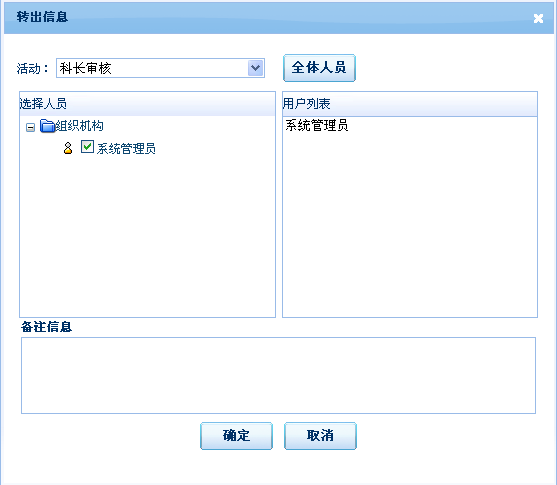 转出信息
活动： 科长审核 全体人员
选择人员
组织机构
系统管理员
用户列表
系统管理员
备注信息
确定 取消